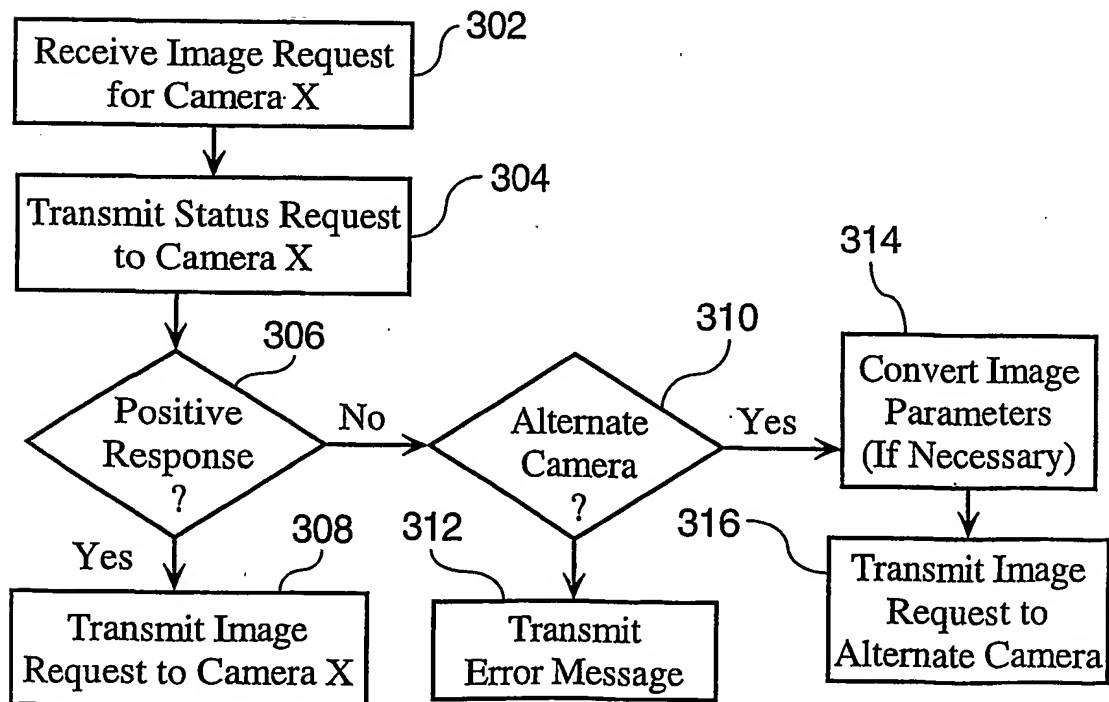 302
Receive Image Request
for Camera X
304
Transmit Status Request
to Camera X
306
Positive
Response
?
No
310
Alternate
Camera
?
Yes
314
Convert Image
Parameters
(If Necessary)
Yes
308
Transmit Image
Request to Camera X
312
Transmit
Error Message
316
Transmit Image
Request to
Alternate Camera